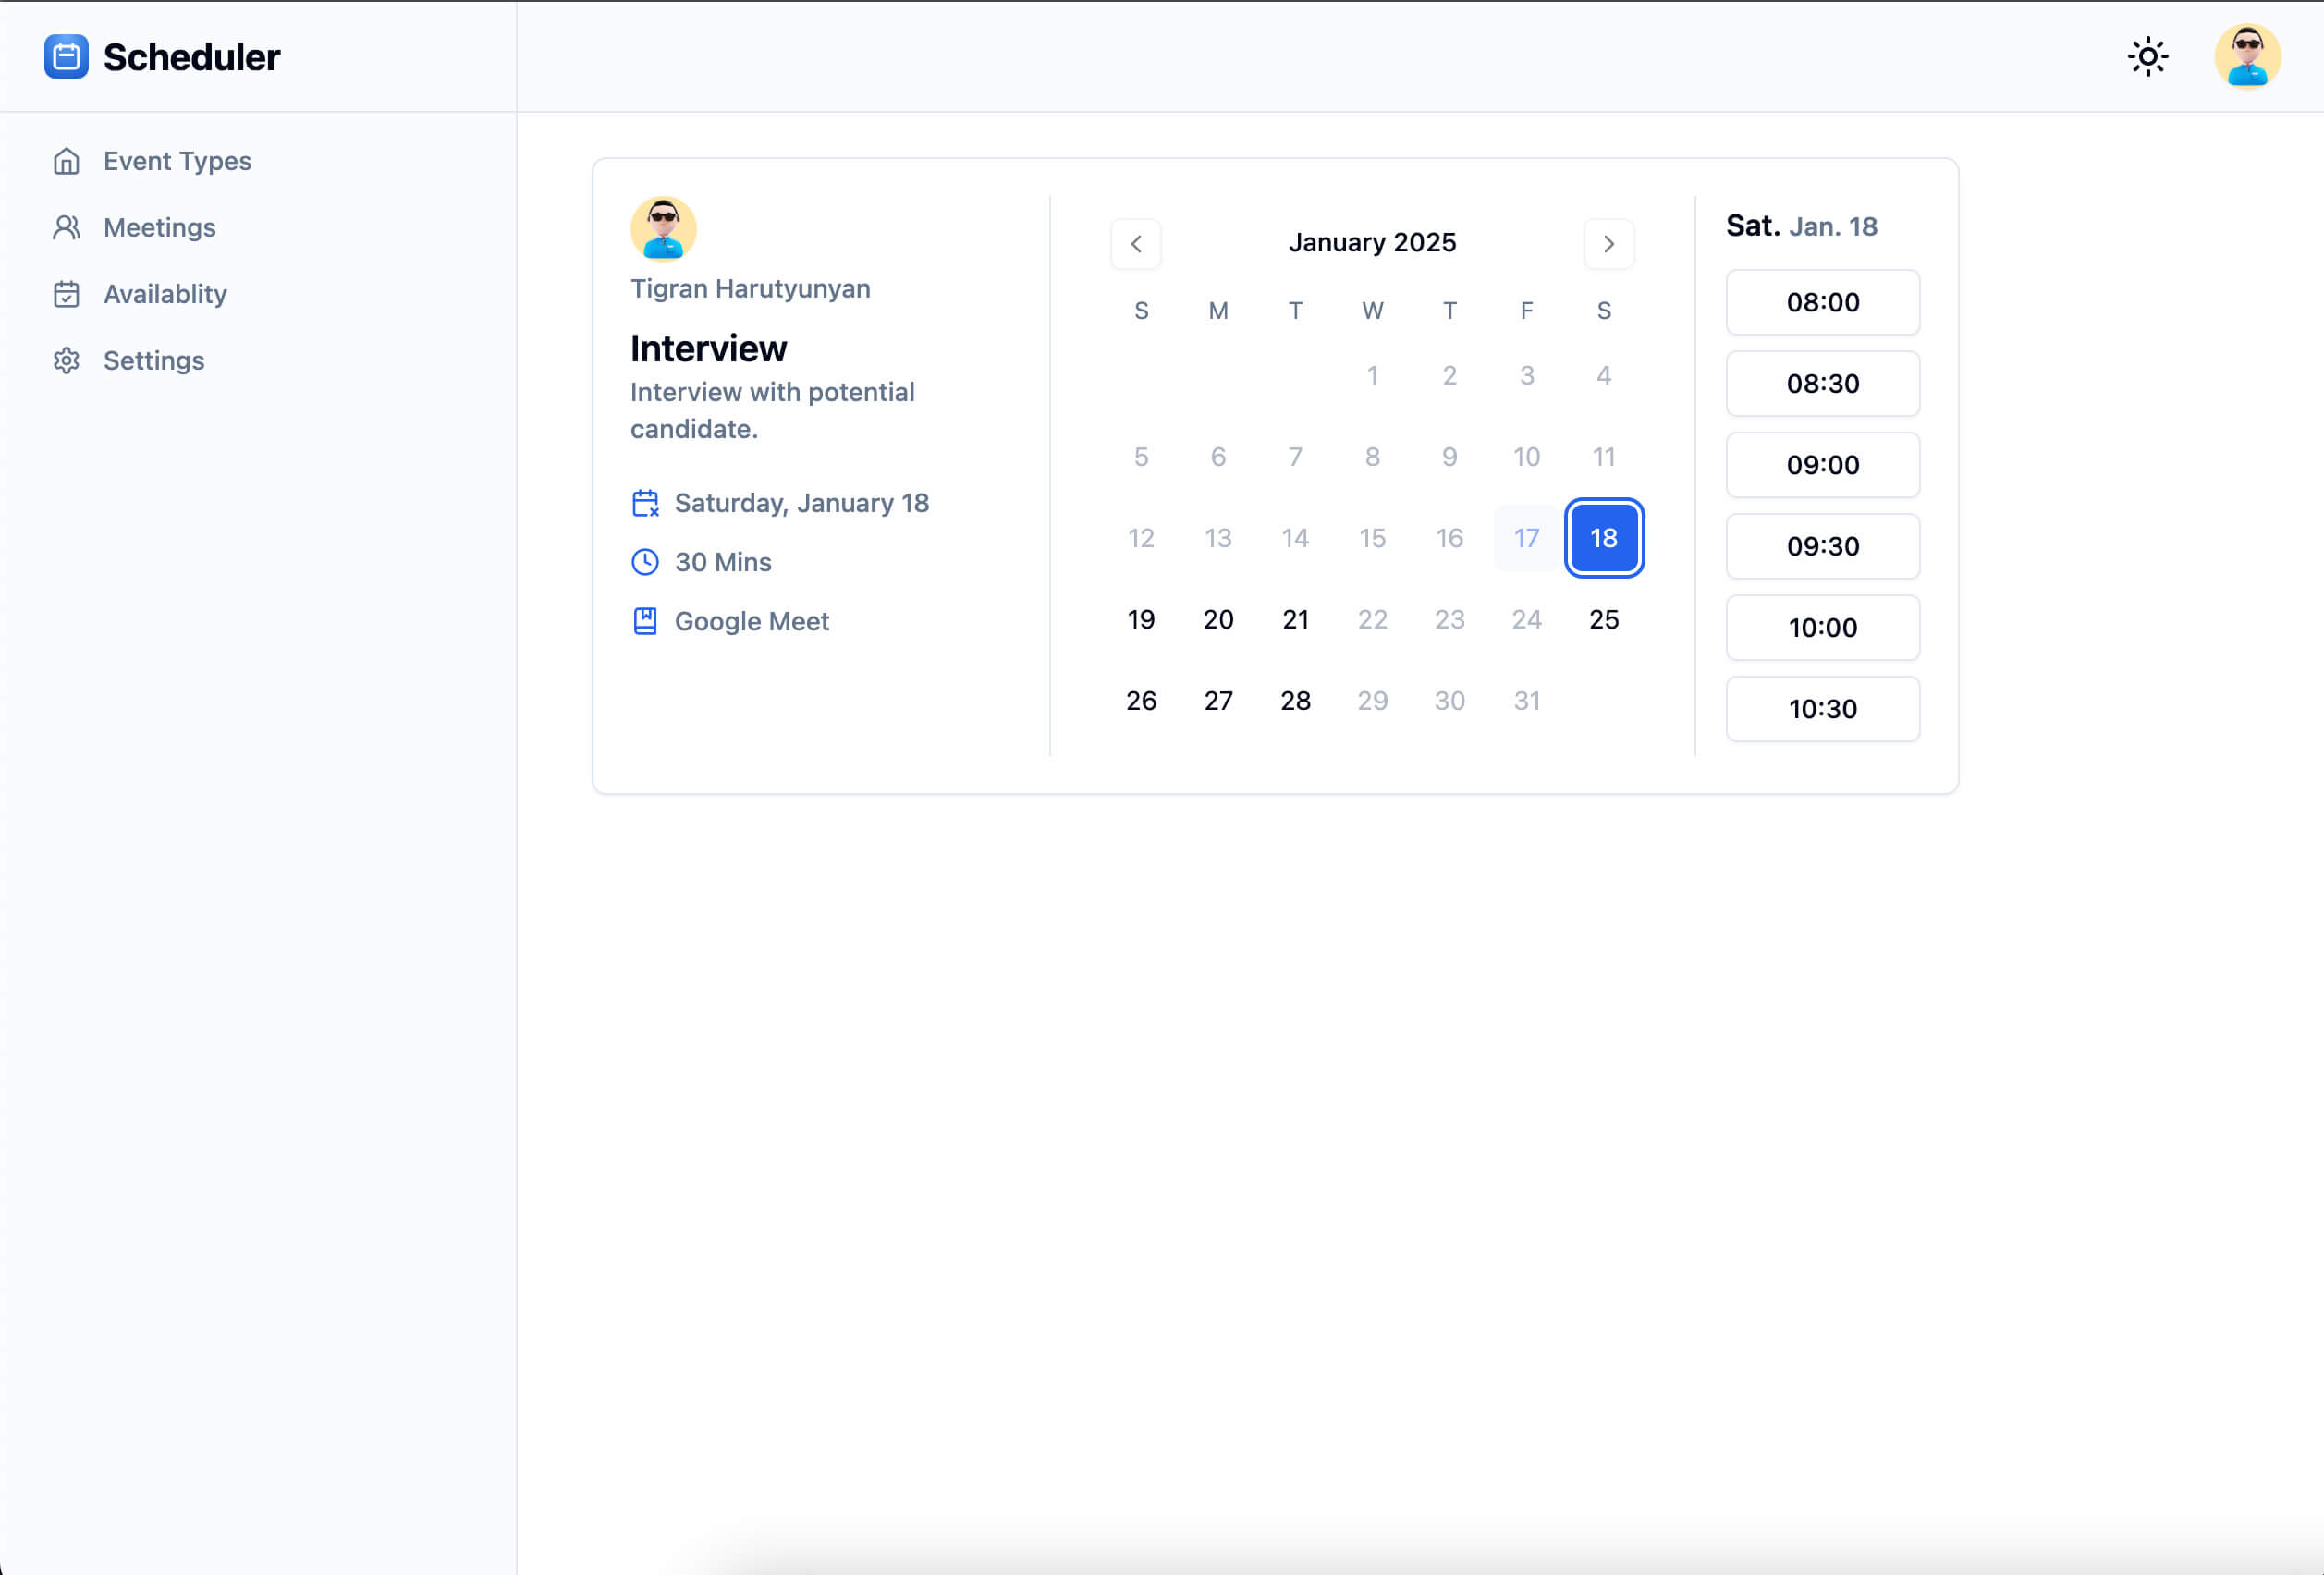 Scheduler
Event Types
Meetings
Availablity
Settings
Tigran Harutyunyan
Interview
Interview with potential
candidate.
Saturday, January 18
30 Mins
Google Meet
January 2025
S M T W T F S
1 2 3 4
5 6 7 8 9 10 11
12 13 14 15 16 17 18
19 20 21 22 23 24 25
26 27 28 29 30 31
Sat. Jan. 18
08:00
08:30
09:00
09:30
10:00
10:30